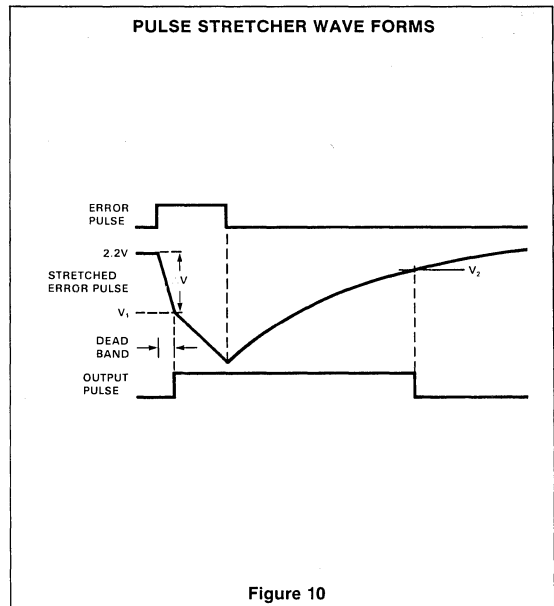 PULSE STRETCHER WAVE FORMS
ERROR
PULSE
2.2V
STRETCHED
ERROR PULSE
V
V₁
V₂
DEAD
BAND
OUTPUT
PULSE
Figure 10